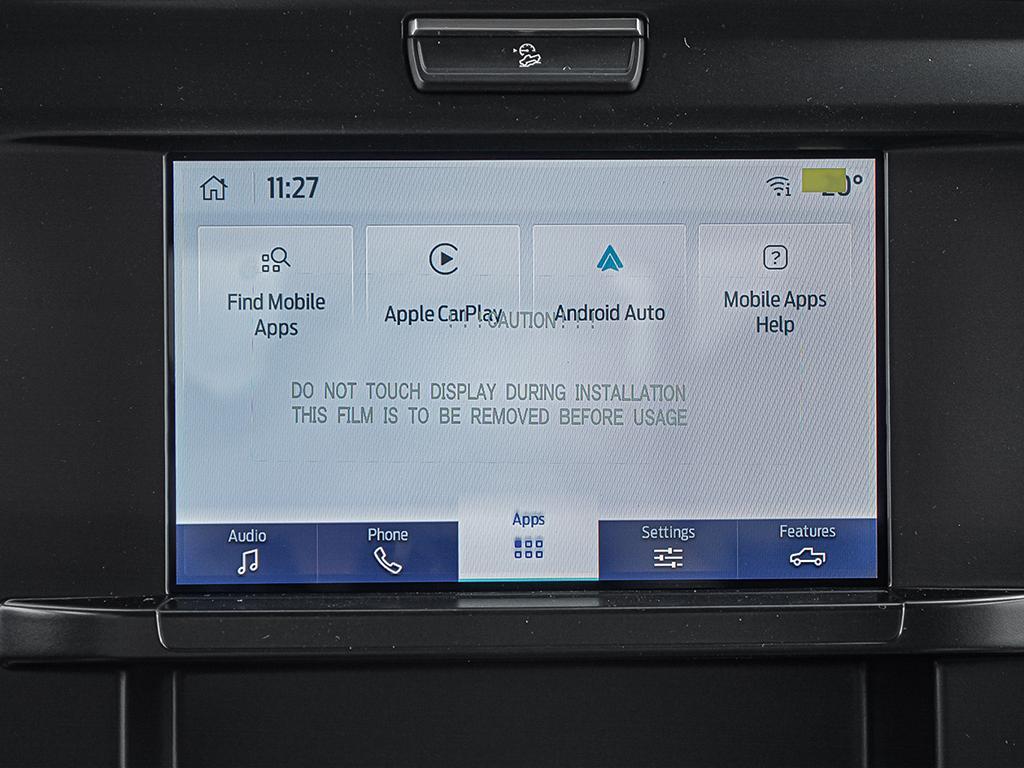 11:27
Find Mobile
Apps
Apple CarPlay
Android Auto
Mobile Apps
Help
CAUTION
DO NOT TOUCH DISPLAY DURING INSTALLATION
THIS FILM IS TO BE REMOVED BEFORE USAGE
Audio
Phone
Apps
Settings
Features